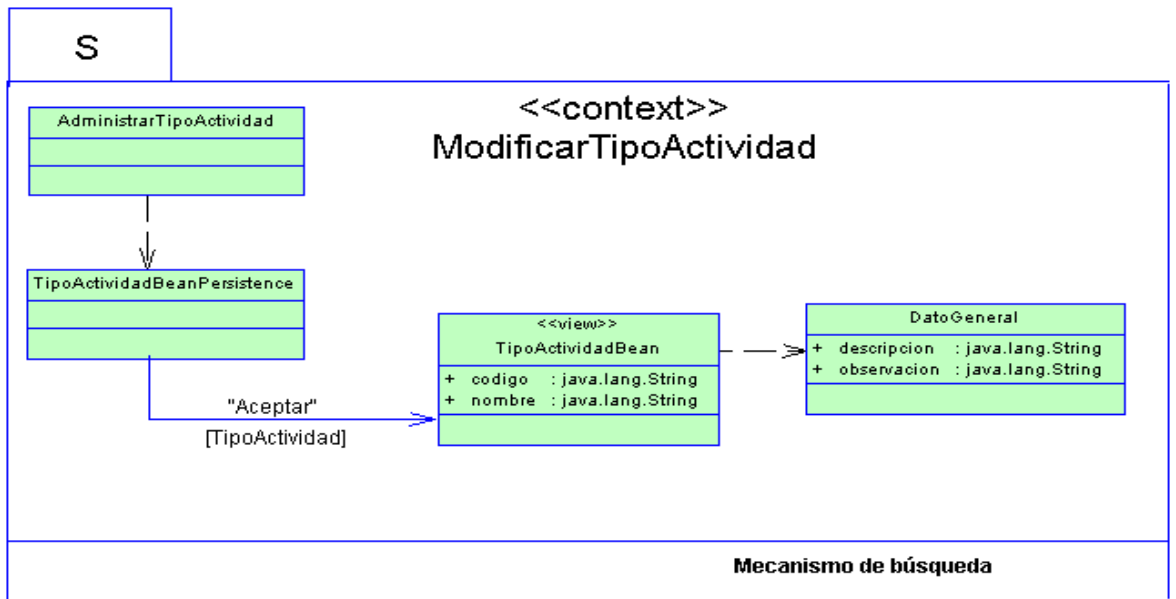 S
<<context>>
ModificarTipoActividad
AdministrarTipoActividad
TipoActividadBeanPersistence
"Aceptar"
[TipoActividad]
<<view>>
TipoActividadBean
+ codigo : java.lang.String
+ nombre : java.lang.String
DatoGeneral
+ descripcion : java.lang.String
+ observacion : java.lang.String
Mecanismo de búsqueda